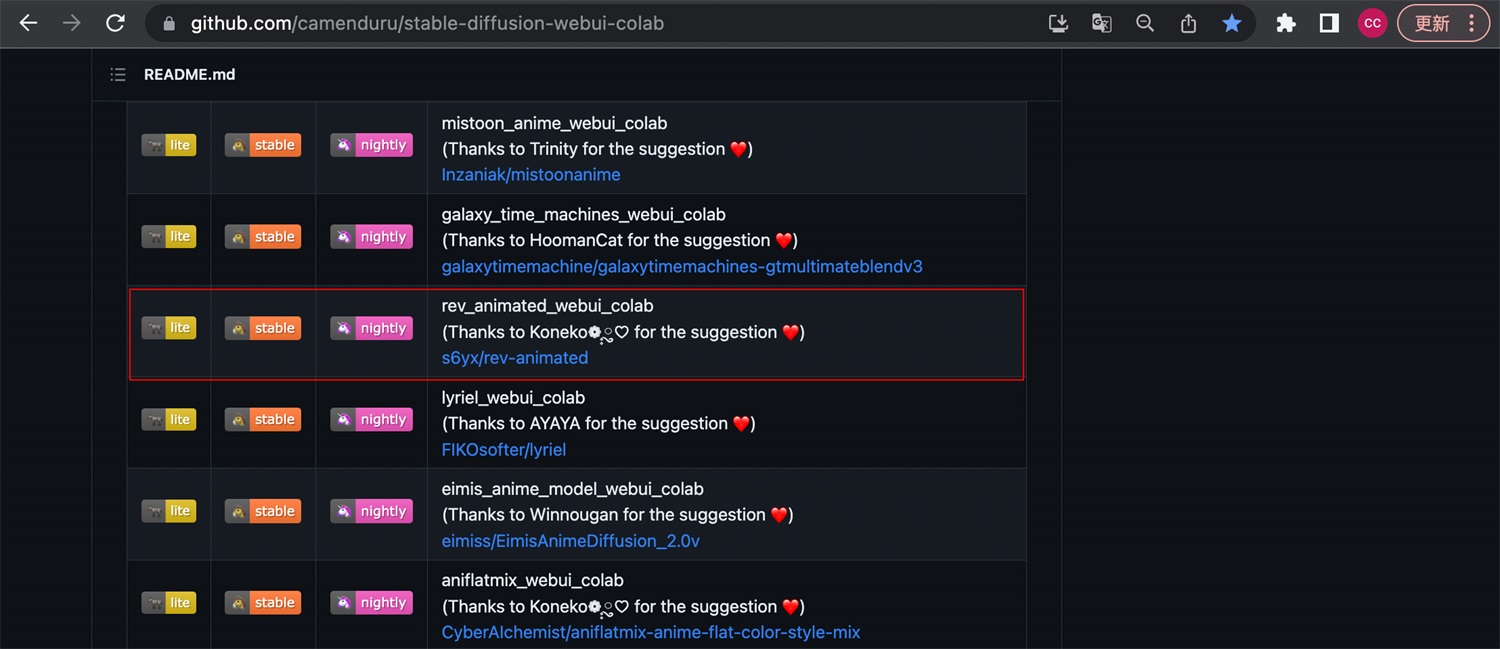 github.com/camenduru/stable-diffusion-webui-colab
CC
更新
README.md
lite stable nightly mistoon_anime_webui_colab
(Thanks to Trinity for the suggestion ❤️)
Inzaniak/mistoonanime
lite stable nightly galaxy_time_machines_webui_colab
(Thanks to HoomanCat for the suggestion ❤️)
galaxytimemachine/galaxytimemachines-gtmultimateblendv3
lite stable nightly rev_animated_webui_colab
(Thanks to Koneko❁ೃ♡ for the suggestion ❤️)
s6yx/rev-animated
lite stable nightly lyriel_webui_colab
(Thanks to AYAYA for the suggestion ❤️)
FIKOsofter/lyriel
lite stable nightly eimis_anime_model_webui_colab
(Thanks to Winnougan for the suggestion ❤️)
eimiss/EimisAnimeDiffusion_2.0v
lite stable nightly aniflatmix_webui_colab
(Thanks to Koneko❁ೃ♡ for the suggestion ❤️)
CyberAlchemist/aniflatmix-anime-flat-color-style-mix